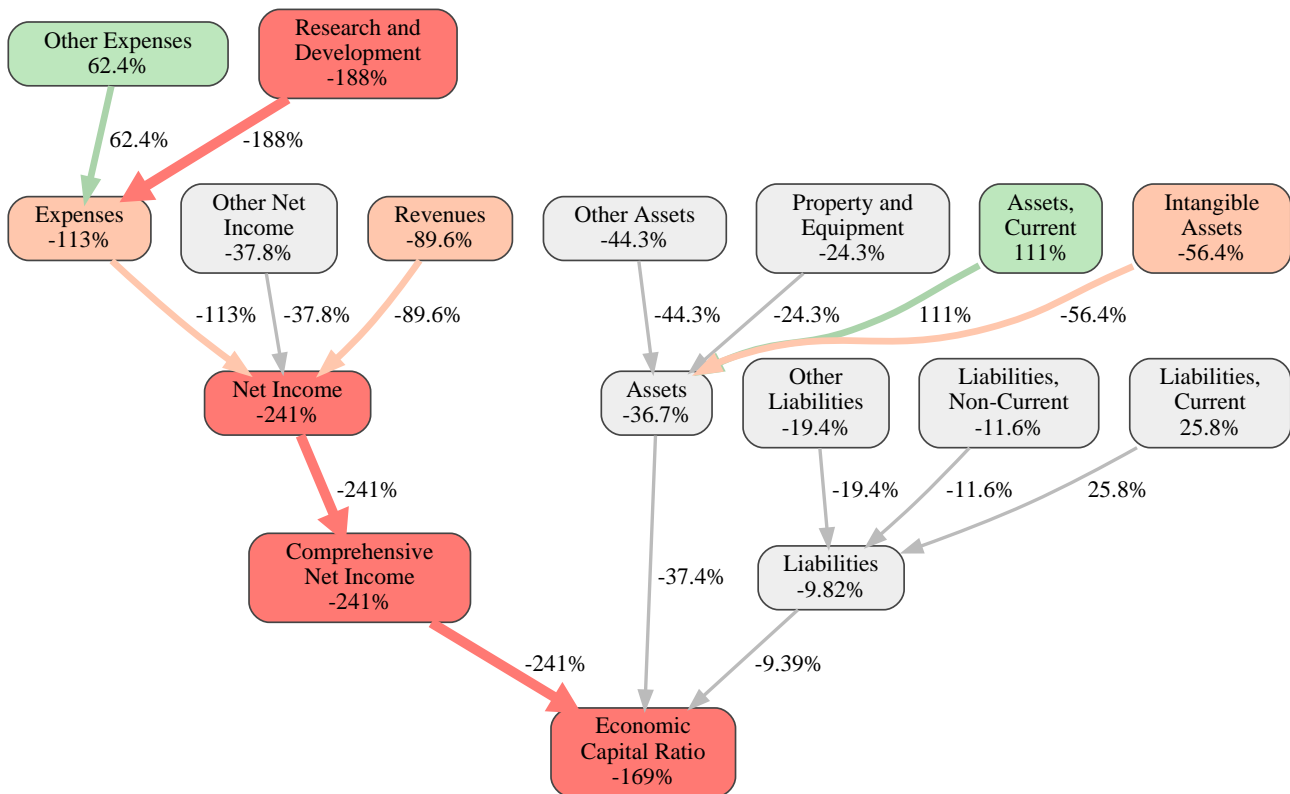 Other Expenses
62.4%
Research and
Development
-188%
62.4%
-188%
Expenses
-113%
Other Net
Income
-37.8%
Revenues
-89.6%
Other Assets
-44.3%
Property and
Equipment
-24.3%
Assets,
Current
111%
Intangible
Assets
-56.4%
-113%
-37.8%
-89.6%
-44.3%
-24.3%
111%
-56.4%
Net Income
-241%
Assets
-36.7%
Other
Liabilities
-19.4%
Liabilities,
Non-Current
-11.6%
Liabilities,
Current
25.8%
-241%
-19.4%
-11.6%
25.8%
Comprehensive
Net Income
-241%
-37.4%
Liabilities
-9.82%
-241%
-9.39%
Economic
Capital Ratio
-169%